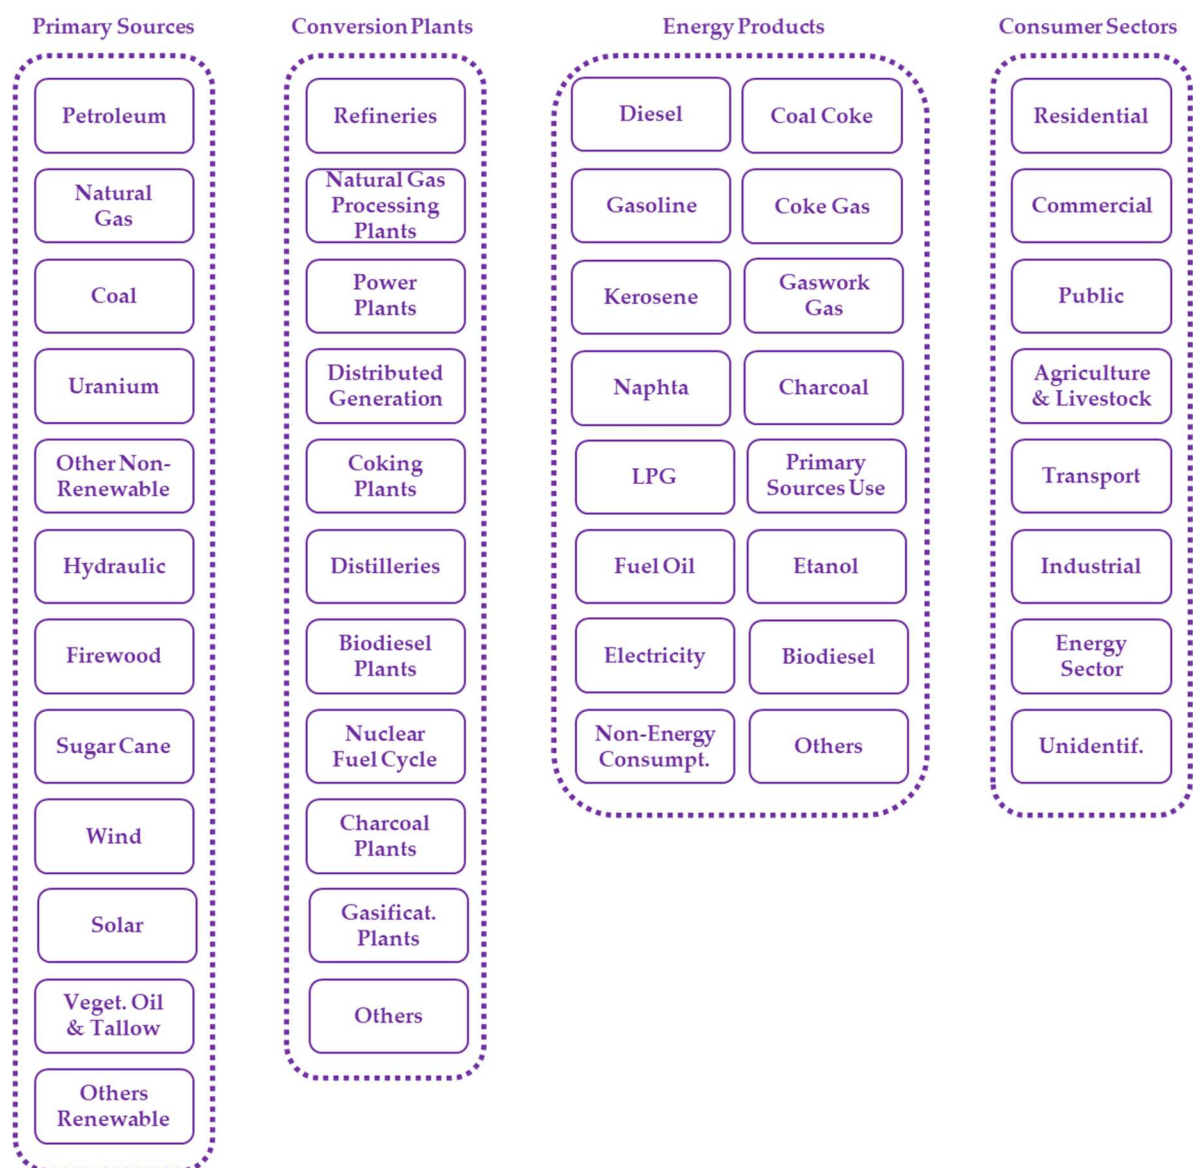 Primary Sources
Petroleum
Natural
Gas
Coal
Uranium
Other Non-
Renewable
Hydraulic
Firewood
Sugar Cane
Wind
Solar
Veget. Oil
& Tallow
Others
Renewable
Conversion Plants
Refineries
Natural Gas
Processing
Plants
Power
Plants
Distributed
Generation
Coking
Plants
Distilleries
Biodiesel
Plants
Nuclear
Fuel Cycle
Charcoal
Plants
Gasificat.
Plants
Others
Energy Products
Diesel
Gasoline
Kerosene
Naphta
LPG
Fuel Oil
Electricity
Non-Energy
Consumpt.
Coal Coke
Coke Gas
Gaswork
Gas
Charcoal
Primary
Sources Use
Etanol
Biodiesel
Others
Consumer Sectors
Residential
Commercial
Public
Agriculture
& Livestock
Transport
Industrial
Energy
Sector
Unidentif.